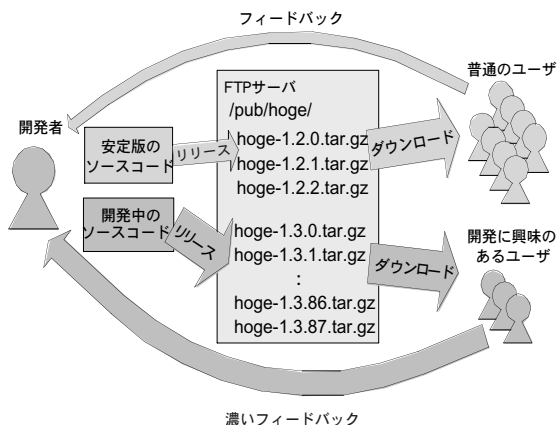 フィードバック
普通のユーザ
FTPサーバ
/pub/hoge/
開発者
安定版の
ソースコード
リリース
hoge-1.2.0.tar.gz
hoge-1.2.1.tar.gz
hoge-1.2.2.tar.gz
ダウンロード
開発中の
ソースコード
リリース
hoge-1.3.0.tar.gz
hoge-1.3.1.tar.gz
:
hoge-1.3.86.tar.gz
hoge-1.3.87.tar.gz
ダウンロード
開発に興味の
あるユーザ
濃いフィードバック